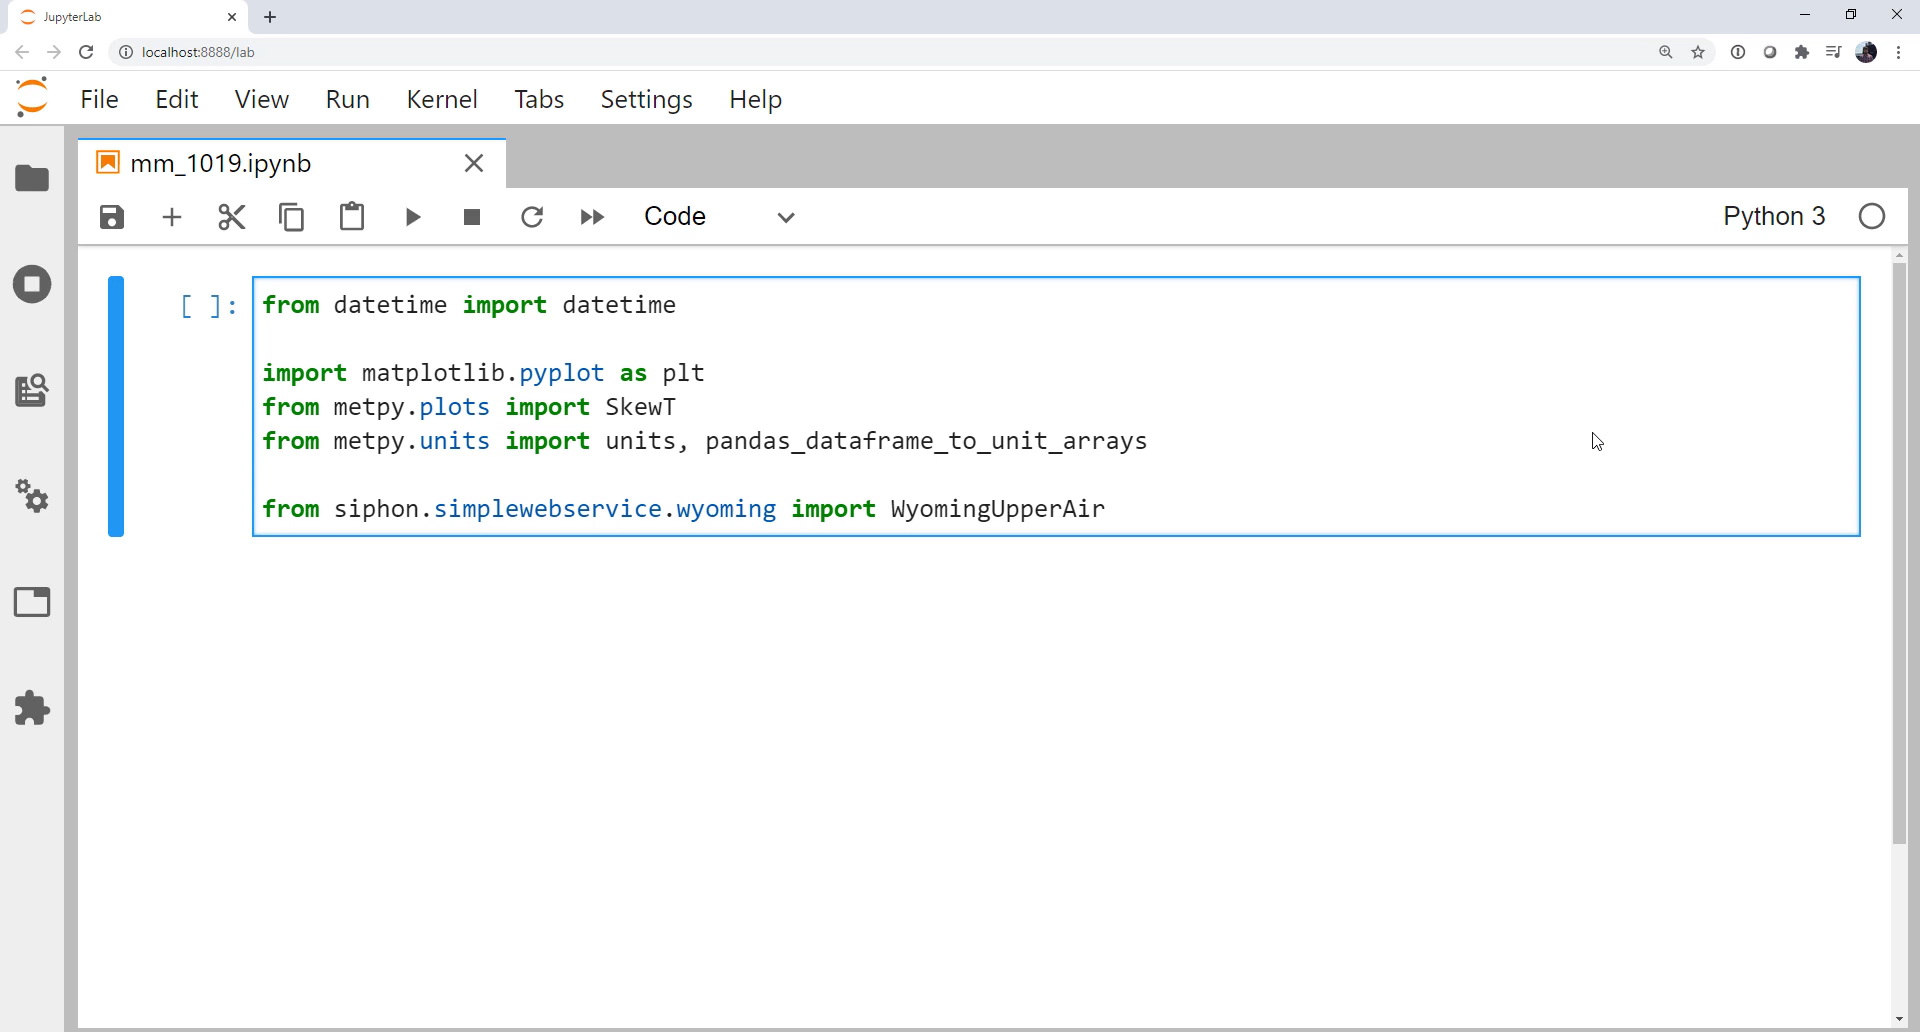 JupyterLab
localhost:8888/lab
File Edit View Run Kernel Tabs Settings Help
mm_1019.ipynb
Code
Python 3
[ ]:
from datetime import datetime
import matplotlib.pyplot as plt
from metpy.plots import SkewT
from metpy.units import units, pandas_dataframe_to_unit_arrays
from siphon.simplewebservice.wyoming import WyomingUpperAir